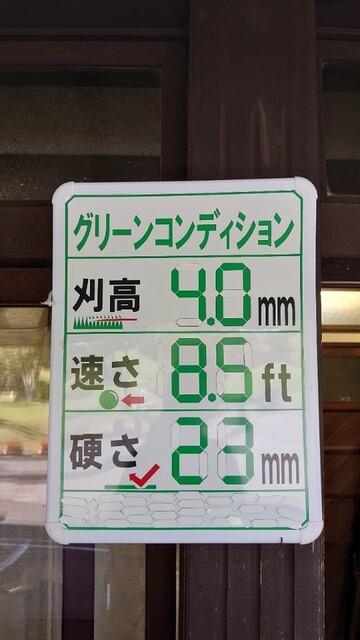 グリーンコンディション
刈高 4.0mm
速さ 8.5ft
硬さ 23mm